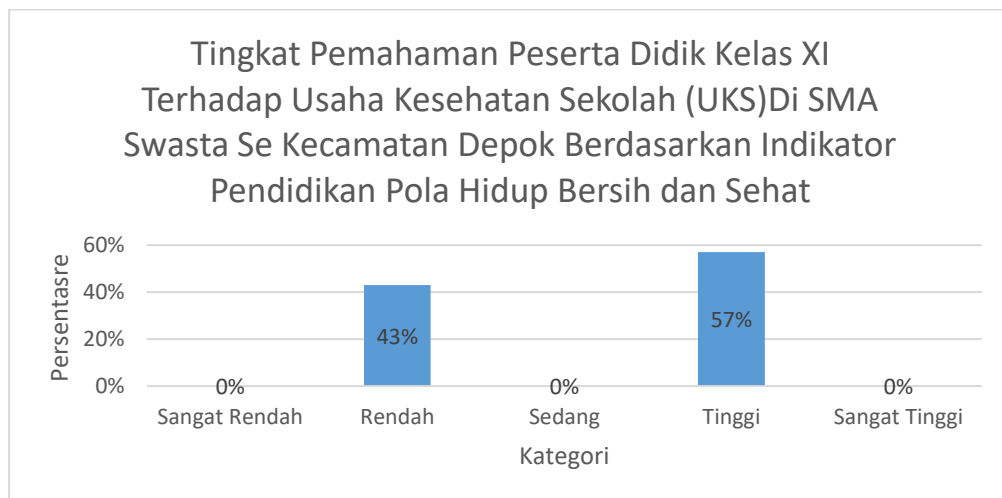 Tingkat Pemahaman Peserta Didik Kelas XI
Terhadap Usaha Kesehatan Sekolah (UKS)Di SMA
Swasta Se Kecamatan Depok Berdasarkan Indikator
Pendidikan Pola Hidup Bersih dan Sehat
Persentasre
60%
40%
20%
0%
0%
43%
0%
57%
0%
Sangat Rendah
Rendah
Sedang
Tinggi
Sangat Tinggi
Kategori